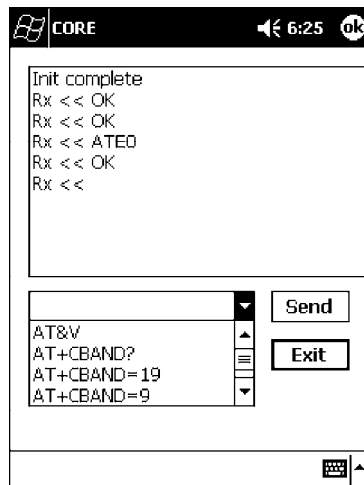 CORE 6:25 ok
Init complete
Rx << OK
Rx << OK
Rx << ATE0
Rx << OK
Rx <<
Send
AT&V
AT+CBAND?
Exit
AT+CBAND=19
AT+CBAND=9